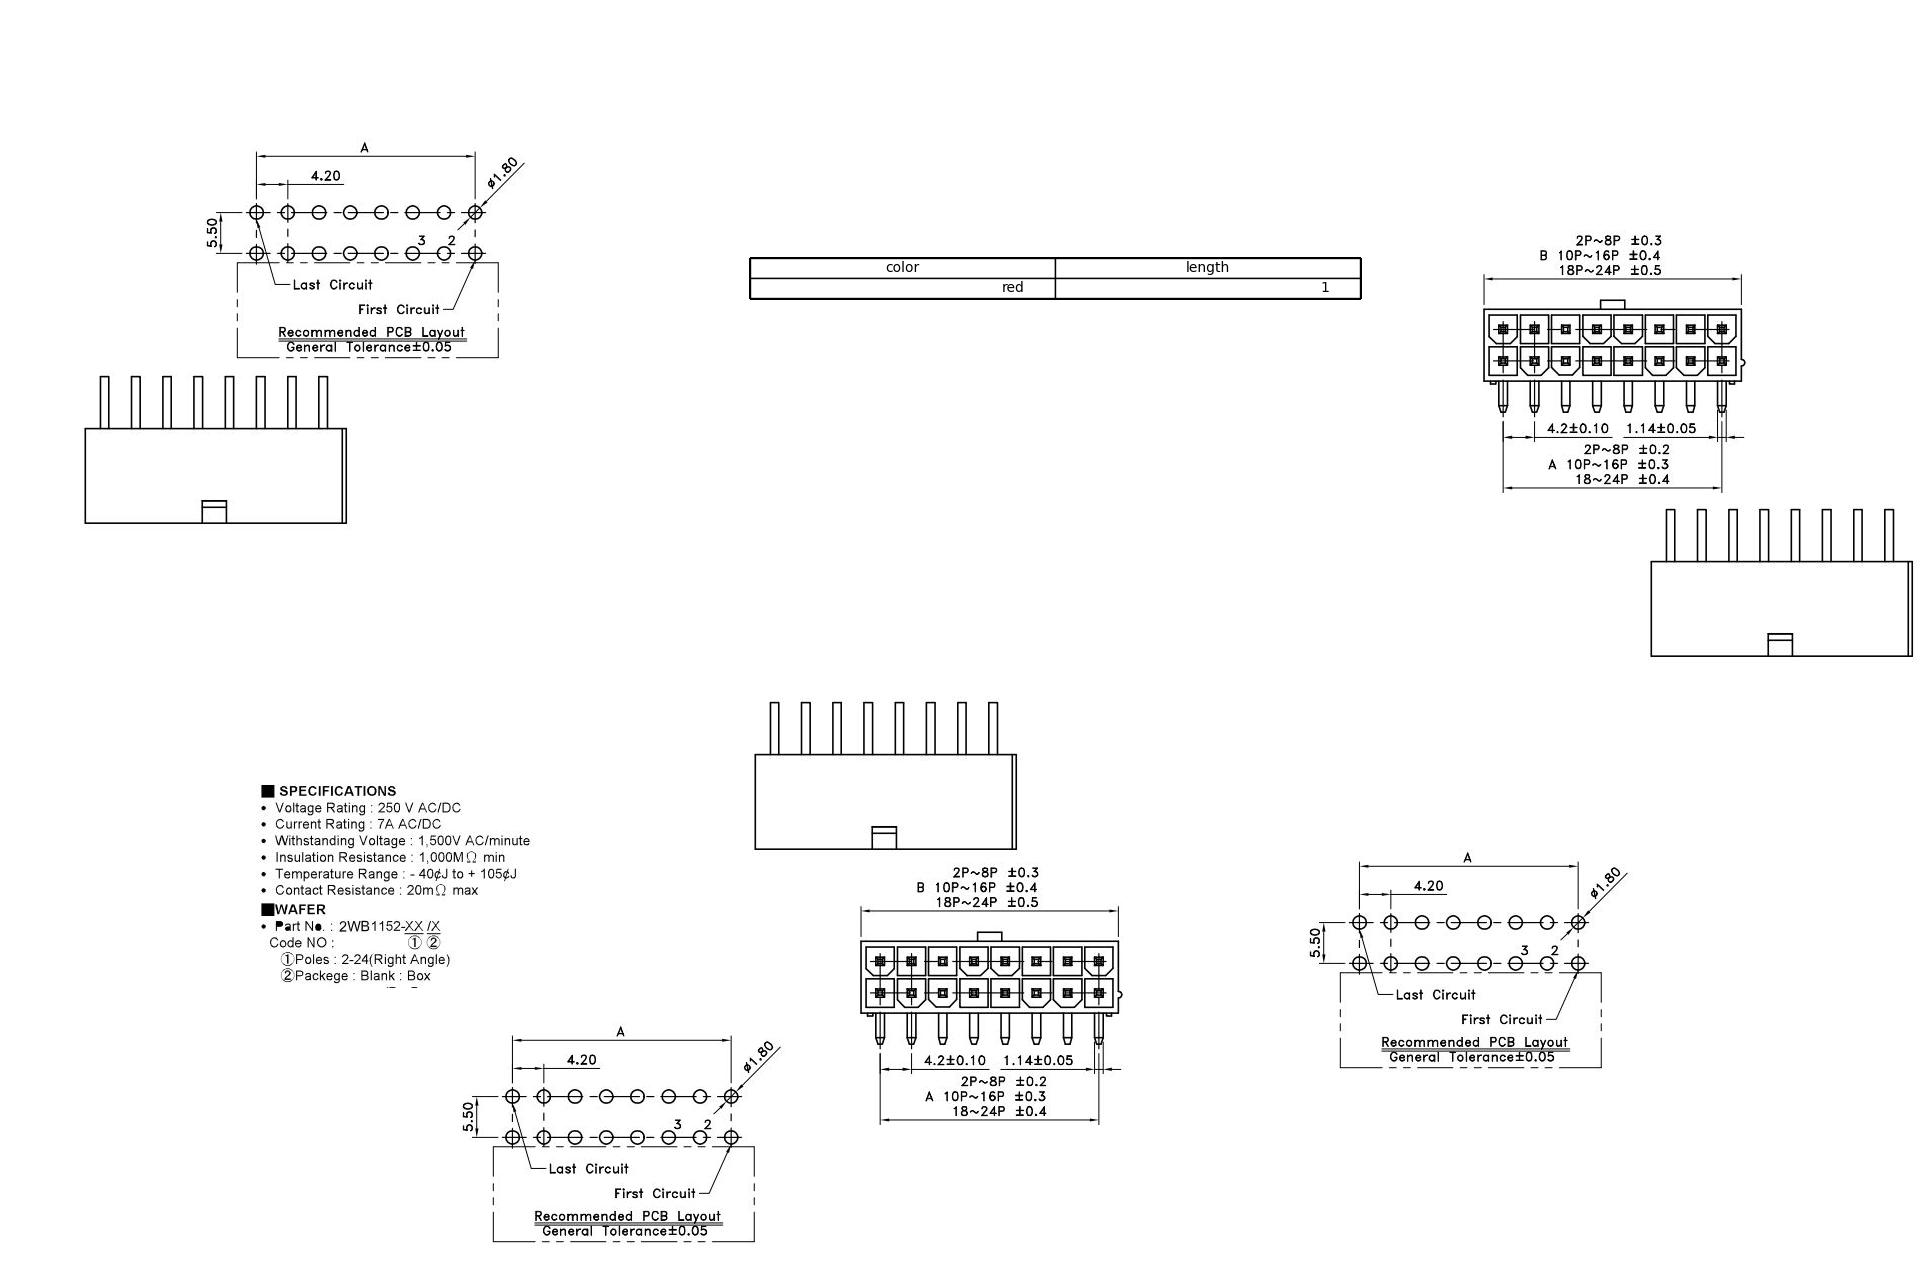 A
4.20
ø1.80
5.50
3 2
Last Circuit
First Circuit
Recommended PCB Layout
General Tolerance±0.05
color length
red 1
2P~8P ±0.3
B 10P~16P ±0.4
18P~24P ±0.5
4.2±0.10 1.14±0.05
2P~8P ±0.2
A 10P~16P ±0.3
18~24P ±0.4
■ SPECIFICATIONS
• Voltage Rating : 250 V AC/DC
• Current Rating : 7A AC/DC
• Withstanding Voltage : 1,500V AC/minute
• Insulation Resistance : 1,000MΩ min
• Temperature Range : - 40¢J to + 105¢J
• Contact Resistance : 20mΩ max
■WAFER
• Part No. : 2WB1152-XX /X
Code NO : ① ②
①Poles : 2-24(Right Angle)
②Packege : Blank : Box
2P~8P ±0.3
B 10P~16P ±0.4
18P~24P ±0.5
4.2±0.10 1.14±0.05
2P~8P ±0.2
A 10P~16P ±0.3
18~24P ±0.4
A
4.20
ø1.80
5.50
3 2
Last Circuit
First Circuit
Recommended PCB Layout
General Tolerance±0.05
A
4.20
ø1.80
5.50
3 2
Last Circuit
First Circuit
Recommended PCB Layout
General Tolerance±0.05